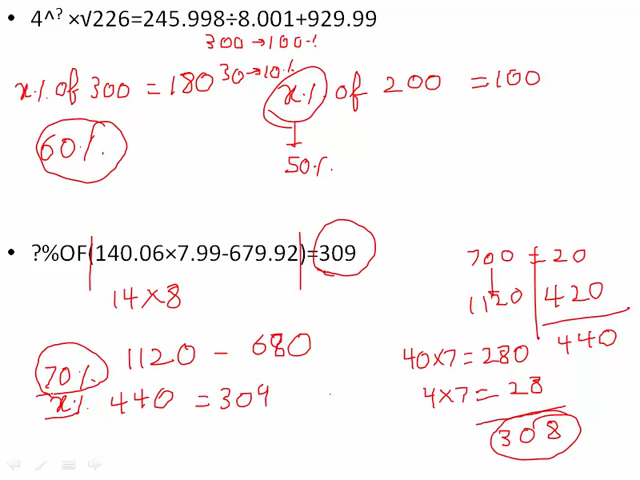 • 4^? ×√226=245.998÷8.001+929.99
300→100%
x% of 300 = 180 30→10% x% of 200 = 100
60%
50%
• ?%OF(140.06×7.99-679.92)=309
700 = 20
14×8
1120 420
440
1120 - 680
40×7=280
70%
4×7=28
x% 440 = 309
308